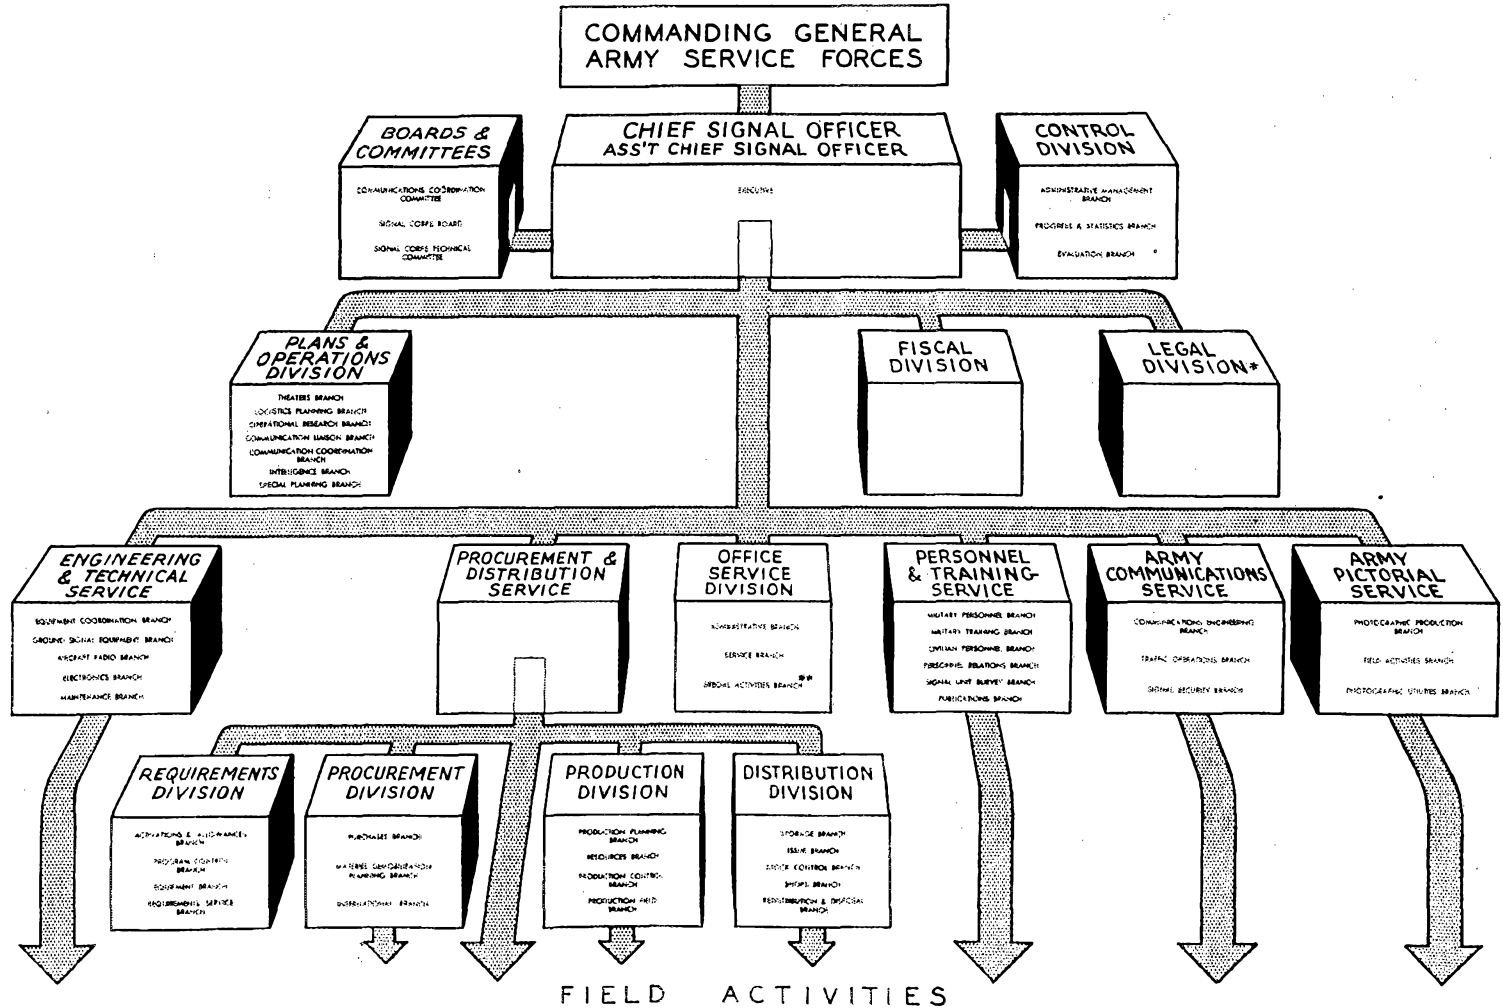 COMMANDING GENERAL
ARMY SERVICE FORCES
BOARDS &
COMMITTEES
COMMUNICATIONS COORDINATION
COMMITTEE
SIGNAL CORPS BOARD
SIGNAL CORPS TECHNICAL
COMMITTEE
CHIEF SIGNAL OFFICER
ASS'T CHIEF SIGNAL OFFICER
EXECUTIVE
CONTROL
DIVISION
ADMINISTRATIVE MANAGEMENT
BRANCH
PROGRESS & STATISTICS BRANCH
EVALUATION BRANCH
PLANS &
OPERATIONS
DIVISION
THEATERS BRANCH
LOGISTICS PLANNING BRANCH
OPERATIONAL RESEARCH BRANCH
COMMUNICATION LIAISON BRANCH
COMMUNICATION COORDINATION
BRANCH
INTELLIGENCE BRANCH
SPECIAL PLANNING BRANCH
FISCAL
DIVISION
LEGAL
DIVISION*
ENGINEERING
& TECHNICAL
SERVICE
EQUIPMENT COORDINATION BRANCH
GROUND SIGNAL EQUIPMENT BRANCH
AIRCRAFT RADIO BRANCH
ELECTRONICS BRANCH
MAINTENANCE BRANCH
PROCUREMENT &
DISTRIBUTION
SERVICE
OFFICE
SERVICE
DIVISION
ADMINISTRATIVE BRANCH
SERVICE BRANCH
SPECIAL ACTIVITIES BRANCH**
PERSONNEL
& TRAINING
SERVICE
MILITARY PERSONNEL BRANCH
MILITARY TRAINING BRANCH
CIVILIAN PERSONNEL BRANCH
PERSONNEL RELATIONS BRANCH
SIGNAL UNIT SURVEY BRANCH
PUBLICATIONS BRANCH
ARMY
COMMUNICATIONS
SERVICE
COMMUNICATIONS ENGINEERING
BRANCH
TRAFFIC OPERATIONS BRANCH
SIGNAL SECURITY BRANCH
ARMY
PICTORIAL
SERVICE
PHOTOGRAPHIC PRODUCTION
BRANCH
FIELD ACTIVITIES BRANCH
PHOTOGRAPHIC UTILITIES BRANCH
REQUIREMENTS
DIVISION
ACTIVATIONS & ALLOWANCES
BRANCH
PROGRAM CONTROL
BRANCH
EQUIPMENT BRANCH
REQUIREMENTS SERVICE
BRANCH
PROCUREMENT
DIVISION
PURCHASES BRANCH
MATERIEL DEMOBILIZATION
PLANNING BRANCH
INTERNATIONAL BRANCH
PRODUCTION
DIVISION
PRODUCTION PLANNING
BRANCH
RESOURCES BRANCH
PRODUCTION CONTROL
BRANCH
PRODUCTION FIELD
BRANCH
DISTRIBUTION
DIVISION
STORAGE BRANCH
ISSUE BRANCH
STOCK CONTROL BRANCH
SHOPS BRANCH
REDISTRIBUTION & DISPOSAL
BRANCH
FIELD ACTIVITIES